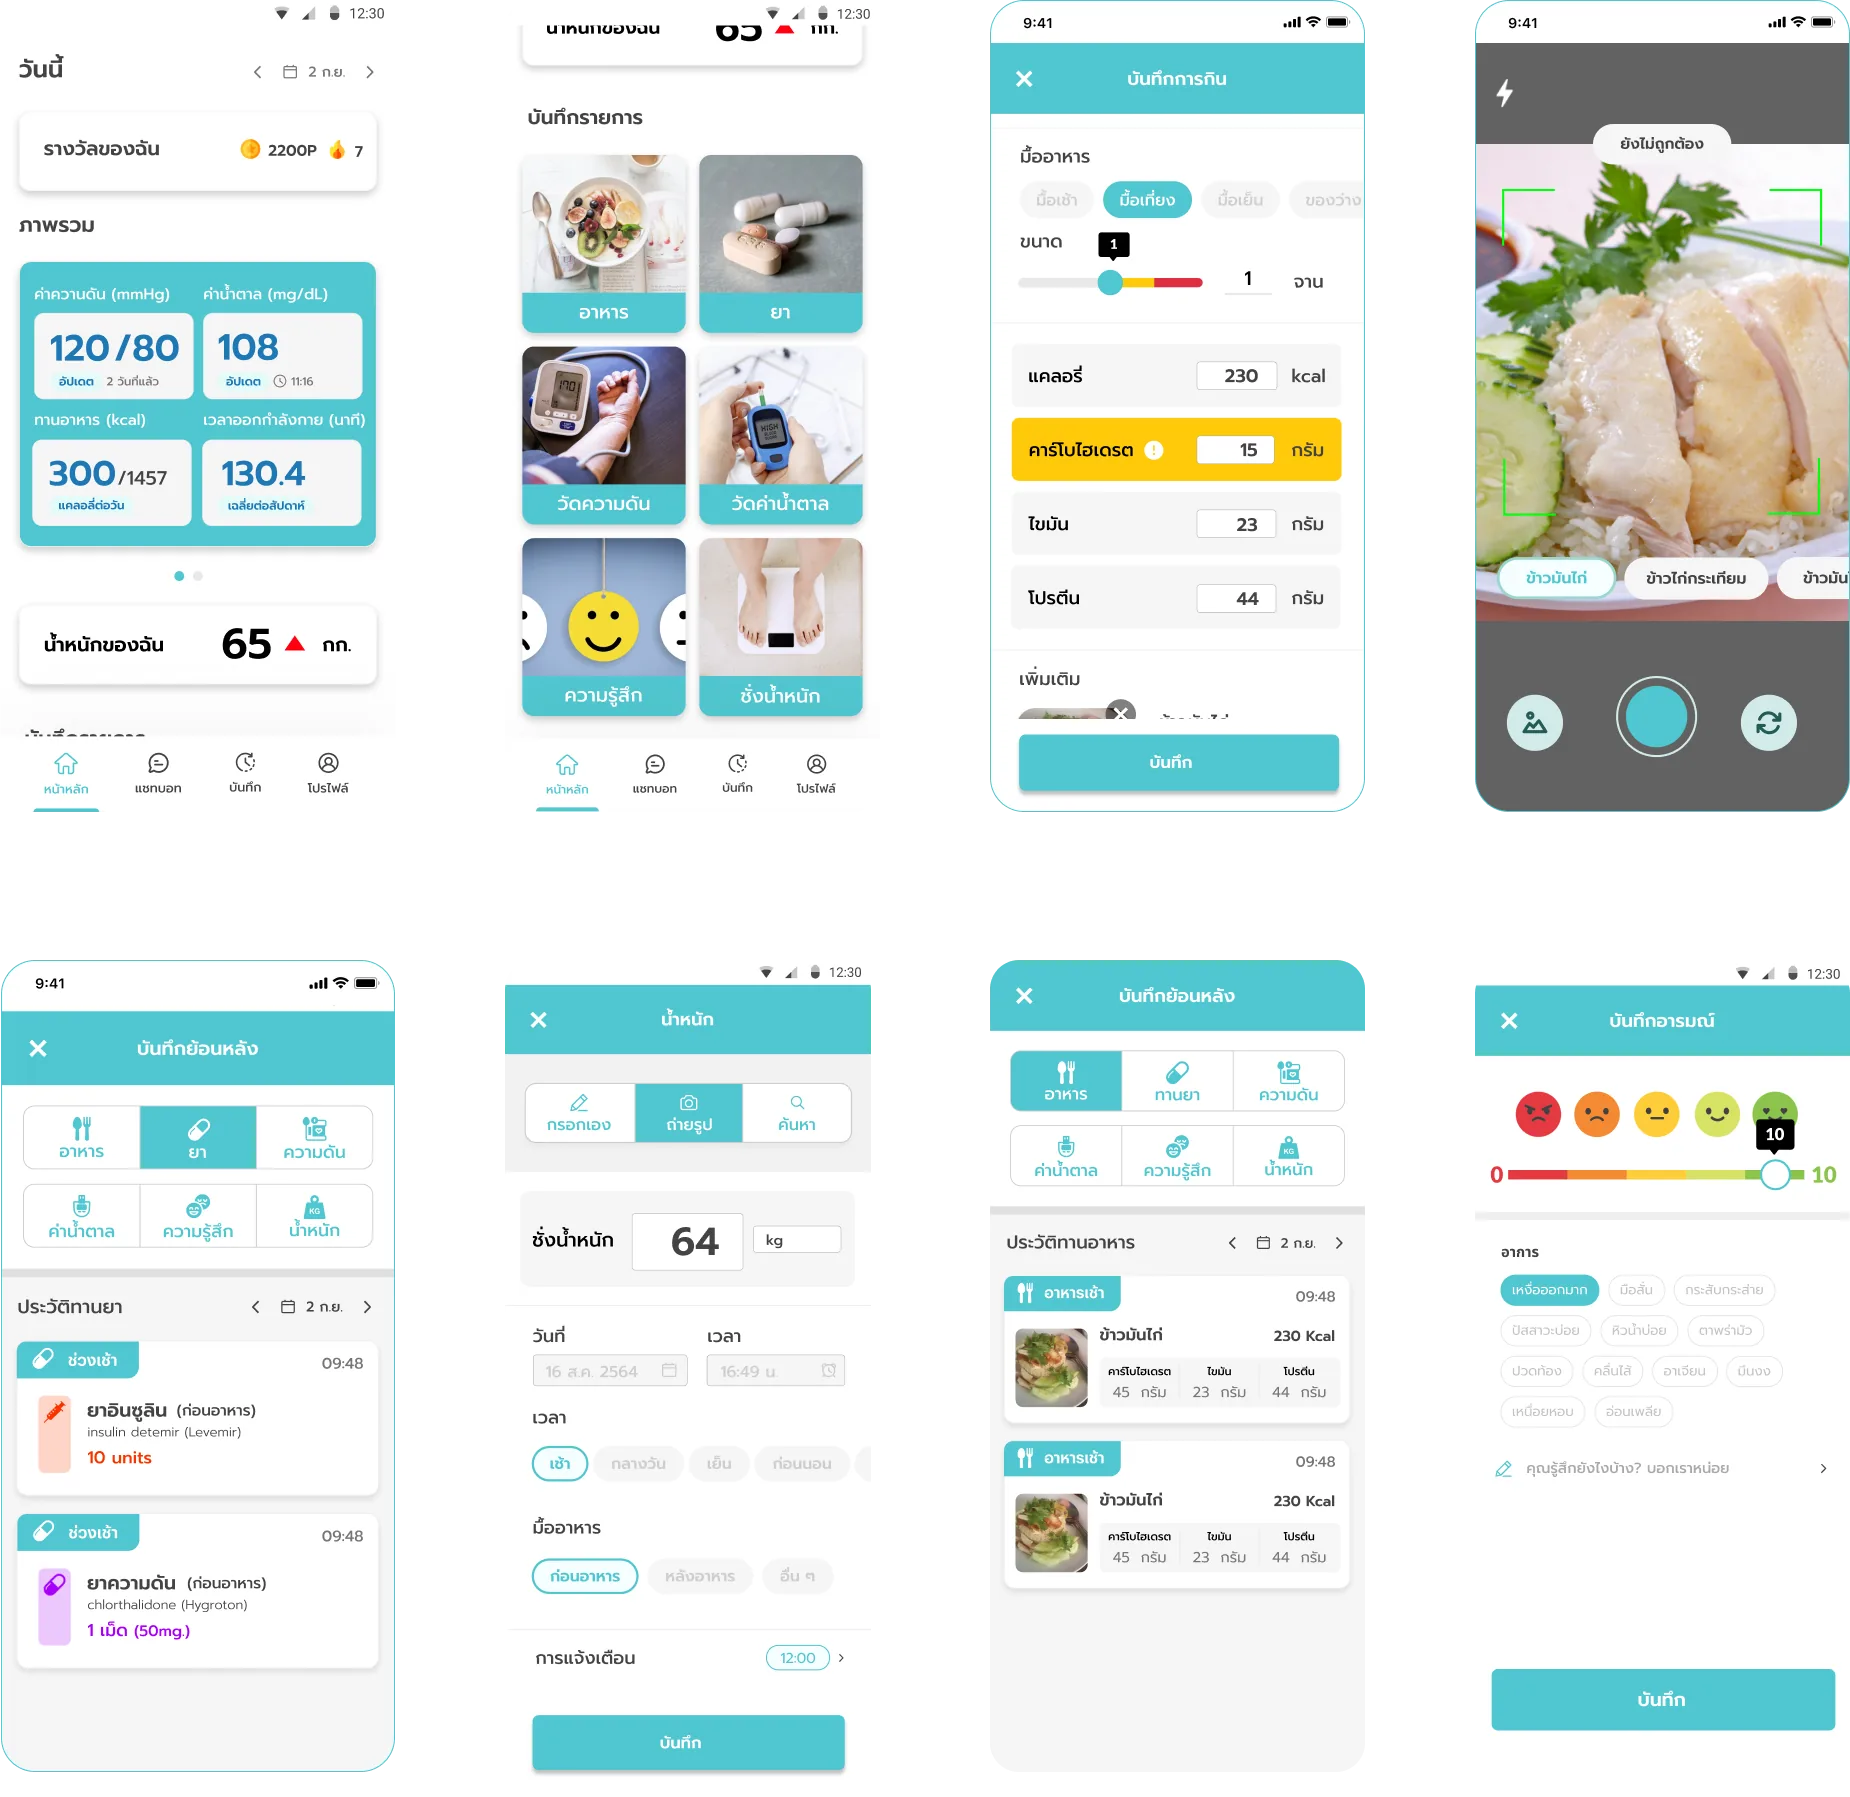 12:30
วันนี้
2 ก.ย.
รางวัลของฉัน 2200P 7
ภาพรวม
ค่าความดัน (mmHg) ค่าน้ำตาล (mg/dL)
120/80 108
อัปเดต 2 วันที่แล้ว อัปเดต 11:16
ทานอาหาร (kcal) เวลาออกกำลังกาย (นาที)
300/1457 130.4
แคลอลี่ต่อวัน เฉลี่ยต่อสัปดาห์
น้ำหนักของฉัน 65 กก.
บันทึกรายการ
หน้าหลัก แชทบอท บันทึก โปรไฟล์
12:30
น้ำหนักของฉัน 65 กก.
บันทึกรายการ
อาหาร ยา
วัดความดัน วัดค่าน้ำตาล
ความรู้สึก ชั่งน้ำหนัก
หน้าหลัก แชทบอท บันทึก โปรไฟล์
9:41
บันทึกการกิน
มื้ออาหาร
มื้อเช้า มื้อเที่ยง มื้อเย็น ของว่าง
ขนาด 1
1 จาน
แคลอรี่ 230 kcal
คาร์โบไฮเดรต ! 15 กรัม
ไขมัน 23 กรัม
โปรตีน 44 กรัม
เพิ่มเติม
บันทึก
9:41
ยังไม่ถูกต้อง
ข้าวมันไก่ ข้าวไก่กระเทียม ข้าวมัน
9:41
บันทึกย้อนหลัง
อาหาร ยา ความดัน
KG
ค่าน้ำตาล ความรู้สึก น้ำหนัก
ประวัติทานยา 2 ก.ย.
ช่วงเช้า 09:48
ยาอินซูลิน (ก่อนอาหาร)
insulin detemir (Levemir)
10 units
ช่วงเช้า 09:48
ยาความดัน (ก่อนอาหาร)
chlorthalidone (Hygroton)
1 เม็ด (50mg.)
12:30
น้ำหนัก
กรอกเอง ถ่ายรูป ค้นหา
ชั่งน้ำหนัก 64 kg
วันที่ เวลา
16 ส.ค. 2564 16:49 น.
เวลา
เช้า กลางวัน เย็น ก่อนนอน
มื้ออาหาร
ก่อนอาหาร หลังอาหาร อื่น ๆ
การแจ้งเตือน 12:00
บันทึก
บันทึกย้อนหลัง
อาหาร ทานยา ความดัน
KG
ค่าน้ำตาล ความรู้สึก น้ำหนัก
ประวัติทานอาหาร 2 ก.ย.
อาหารเช้า 09:48
ข้าวมันไก่ 230 Kcal
คาร์โบไฮเดรต ไขมัน โปรตีน
45 กรัม 23 กรัม 44 กรัม
อาหารเช้า 09:48
ข้าวมันไก่ 230 Kcal
คาร์โบไฮเดรต ไขมัน โปรตีน
45 กรัม 23 กรัม 44 กรัม
12:30
บันทึกอารมณ์
10
0 10
อาการ
เหงื่อออกมาก มือสั่น กระสับกระส่าย
ปัสสาวะบ่อย หิวน้ำบ่อย ตาพร่ามัว
ปวดท้อง คลื่นไส้ อาเจียน มึนงง
เหนื่อยหอบ อ่อนเพลีย
คุณรู้สึกยังไงบ้าง? บอกเราหน่อย
บันทึก